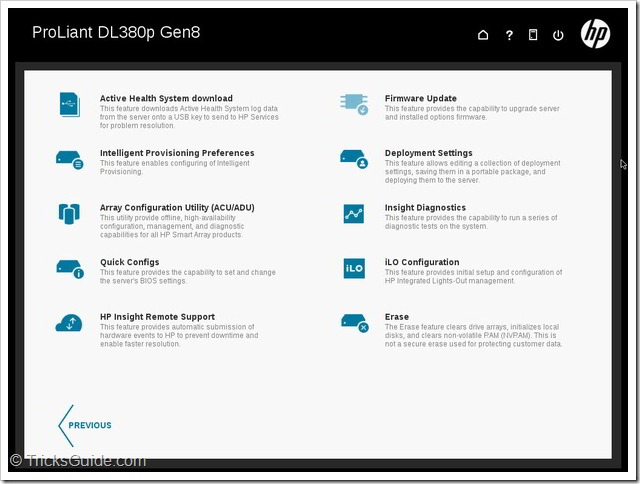 ProLiant DL380p Gen8
?
hp
Active Health System download
This feature downloads Active Health System log data
from the server onto a USB key to send to HP Services
for problem resolution.
Firmware Update
This feature provides the capability to upgrade server
and installed options firmware.
Intelligent Provisioning Preferences
This feature enables configuring of Intelligent
Provisioning.
Deployment Settings
This feature allows editing a collection of deployment
settings, saving them in a portable package, and
deploying them to the server.
Array Configuration Utility (ACU/ADU)
This utility provide offline, high-availability
configuration, management, and diagnostic
capabilities for all HP Smart Array products.
Insight Diagnostics
This feature provides the capability to run a series of
diagnostic tests on the system.
Quick Configs
This feature provides the capability to set and change
the server's BIOS settings.
iLO
iLO Configuration
This feature provides initial setup and configuration of
HP Integrated Lights-Out management.
HP Insight Remote Support
This feature provides automatic submission of
hardware events to HP to prevent downtime and
enable faster resolution.
Erase
The Erase feature clears drive arrays, initializes local
disks, and clears non-volatile RAM (NVRAM). This is
not a secure erase used for protecting customer data.
PREVIOUS
© TricksGuide.com